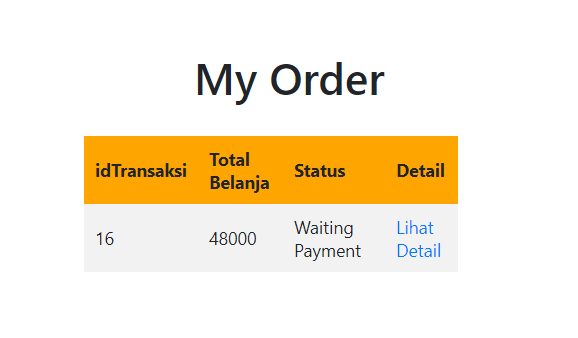 My Order
idTransaksi Total Belanja Status Detail
16 48000 Waiting Payment Lihat Detail